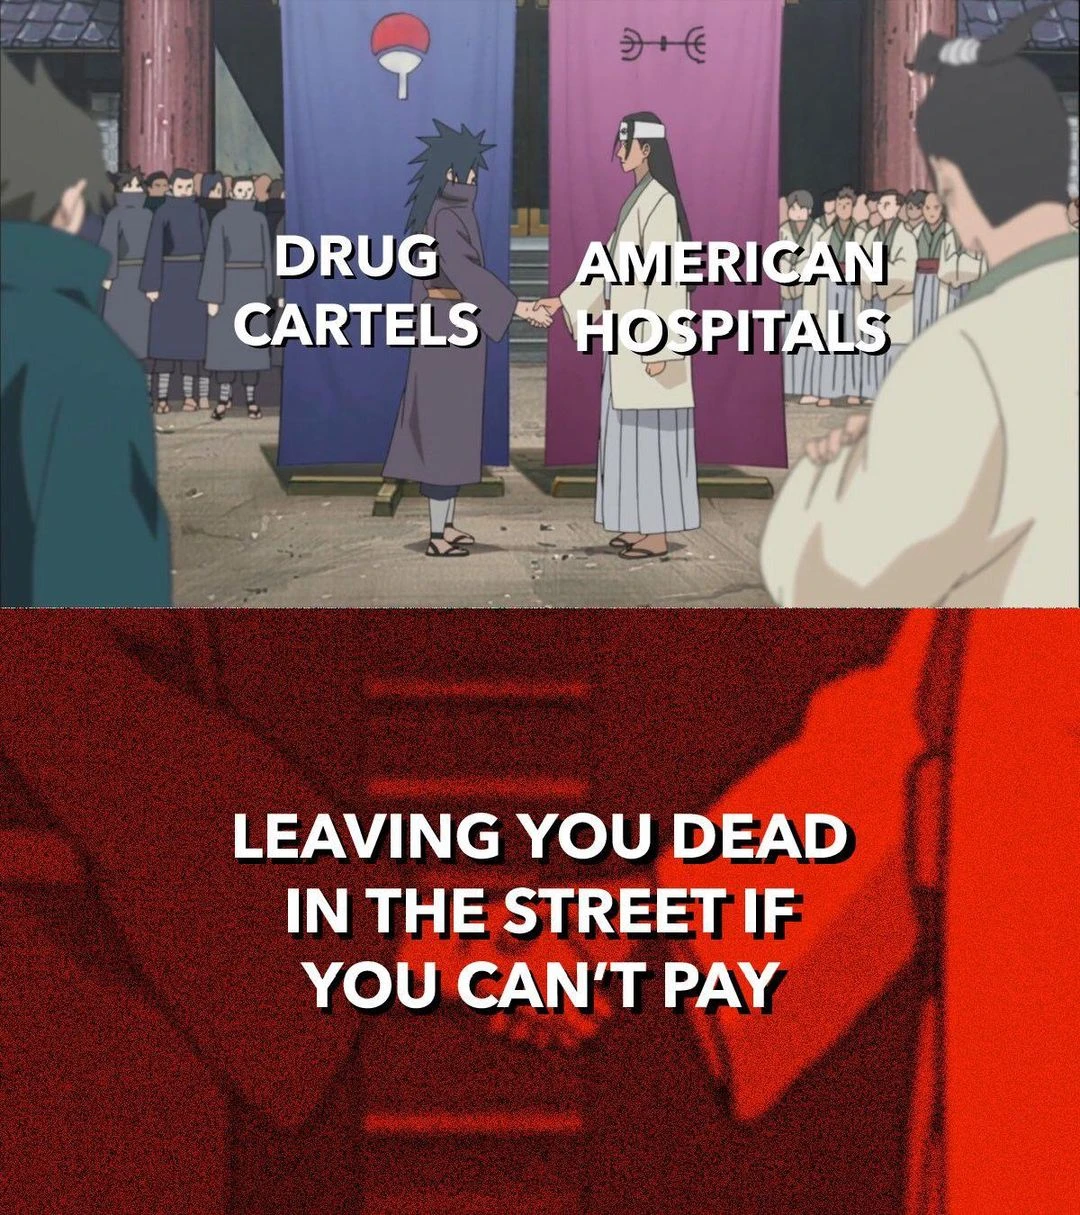 DRUG
CARTELS
AMERICAN
HOSPITALS
LEAVING YOU DEAD
IN THE STREET IF
YOU CAN'T PAY